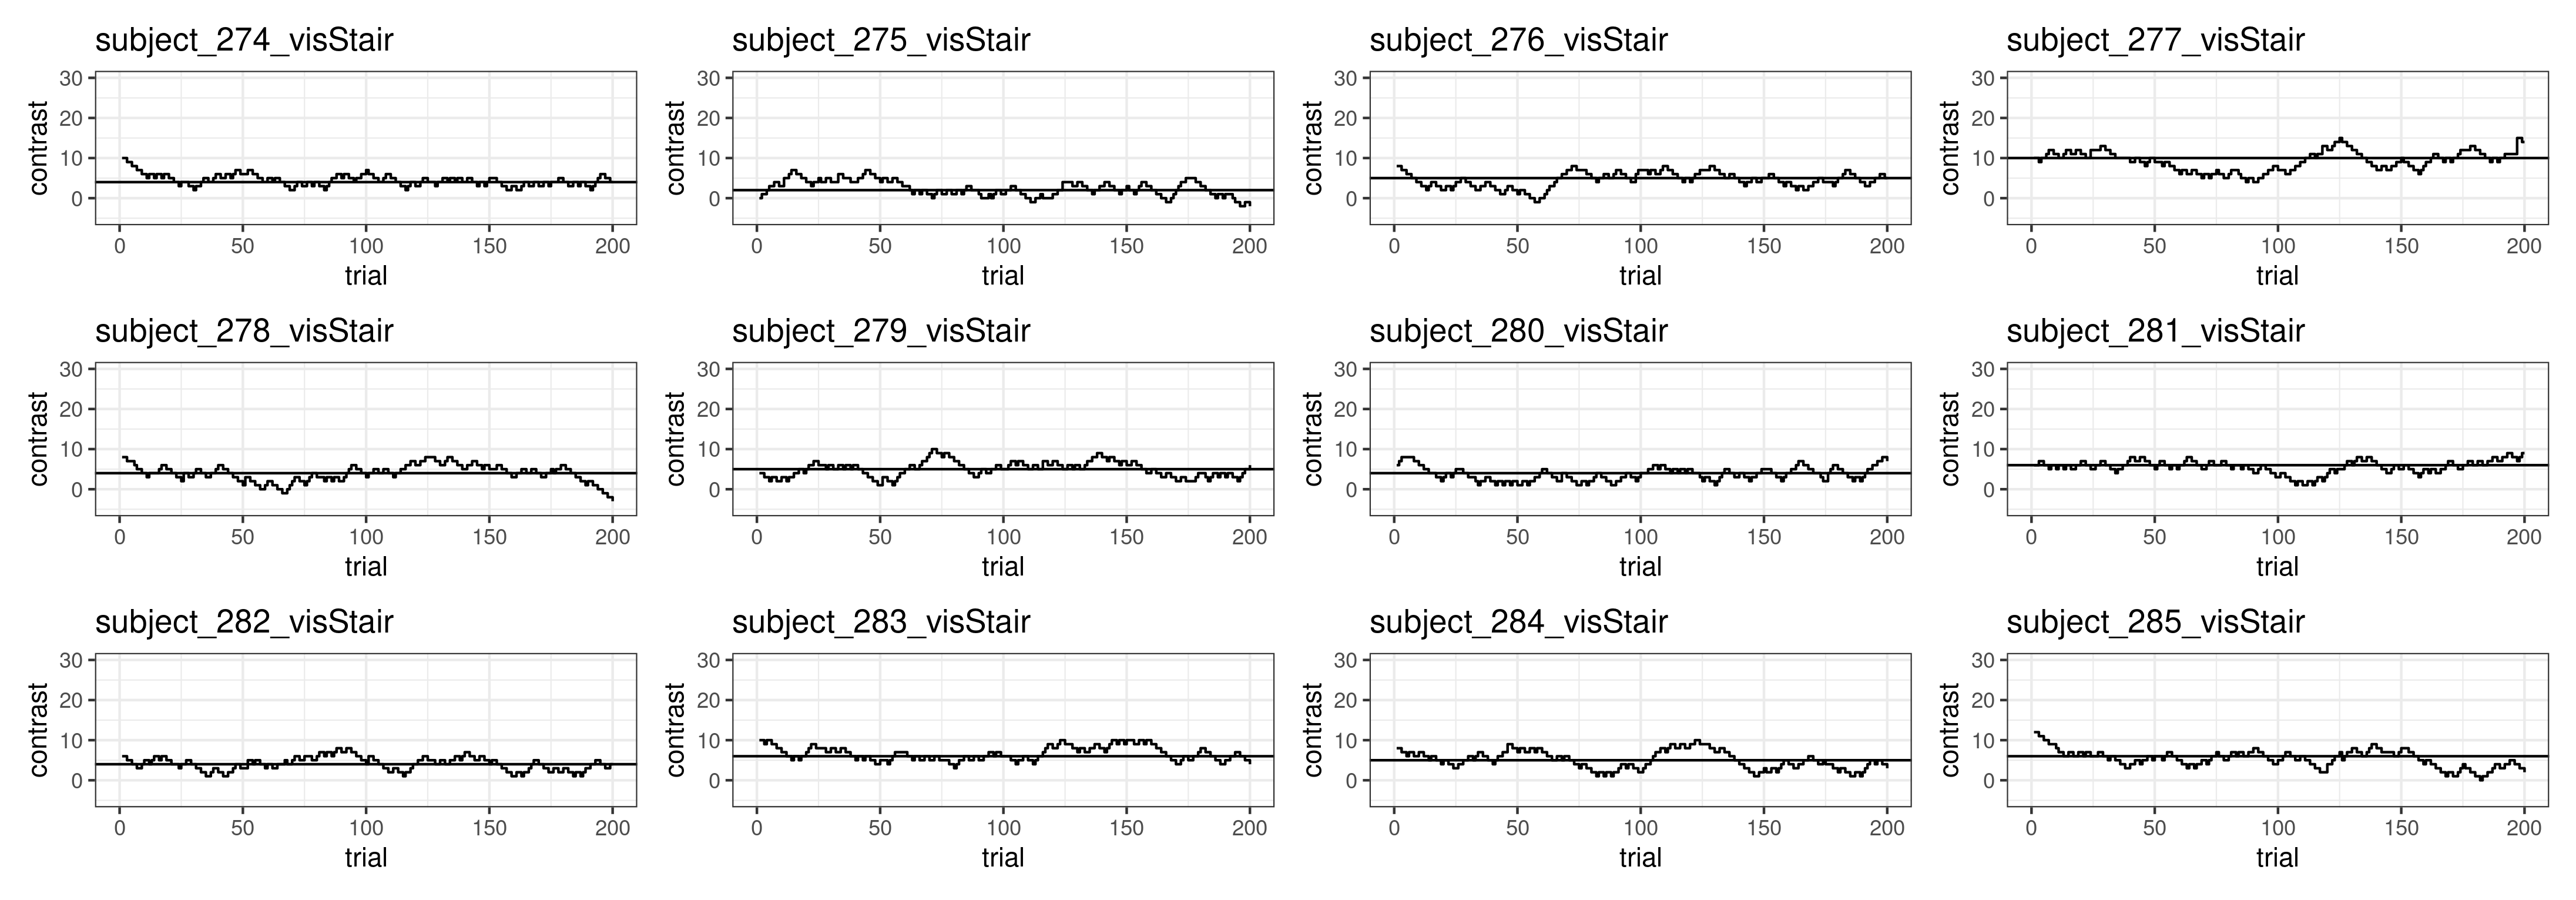 subject_274_visStair subject_275_visStair subject_276_visStair subject_277_visStair
30 30 30 30
20 20 20 20
10 10 10 10
0 0 0 0
contrast contrast contrast contrast
0 50 100 150 200 0 50 100 150 200 0 50 100 150 200 0 50 100 150 200
trial trial trial trial
subject_278_visStair subject_279_visStair subject_280_visStair subject_281_visStair
30 30 30 30
20 20 20 20
10 10 10 10
0 0 0 0
contrast contrast contrast contrast
0 50 100 150 200 0 50 100 150 200 0 50 100 150 200 0 50 100 150 200
trial trial trial trial
subject_282_visStair subject_283_visStair subject_284_visStair subject_285_visStair
30 30 30 30
20 20 20 20
10 10 10 10
0 0 0 0
contrast contrast contrast contrast
0 50 100 150 200 0 50 100 150 200 0 50 100 150 200 0 50 100 150 200
trial trial trial trial